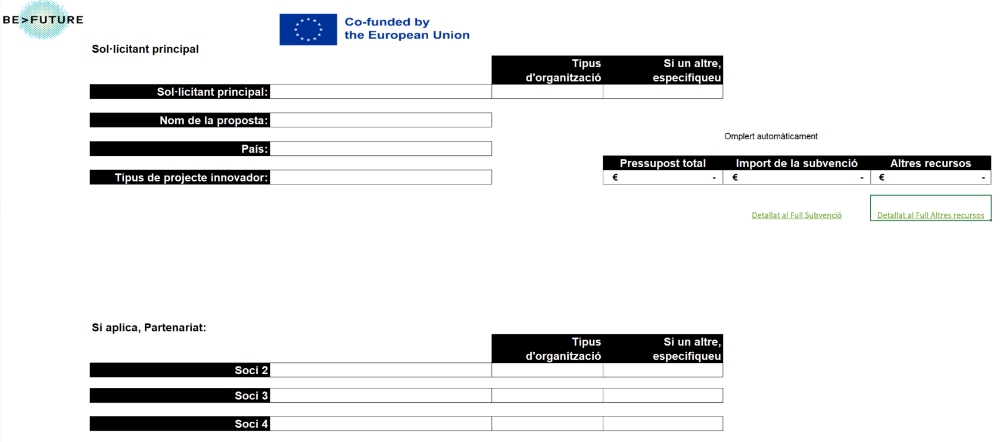 BE>FUTURE
Co-funded by
the European Union
Sol·licitant principal
Tipus d'organització
Si un altre, especifiqueu
Sol·licitant principal:
Nom de la proposta:
Omplert automàticament
País:
Pressupost total Import de la subvenció Altres recursos
Tipus de projecte innovador:
€ - € - € -
Detallat al Full Subvenció Detallat al Full Altres recursos
Si aplica, Partenariat:
Tipus d'organització
Si un altre, especifiqueu
Soci 2
Soci 3
Soci 4